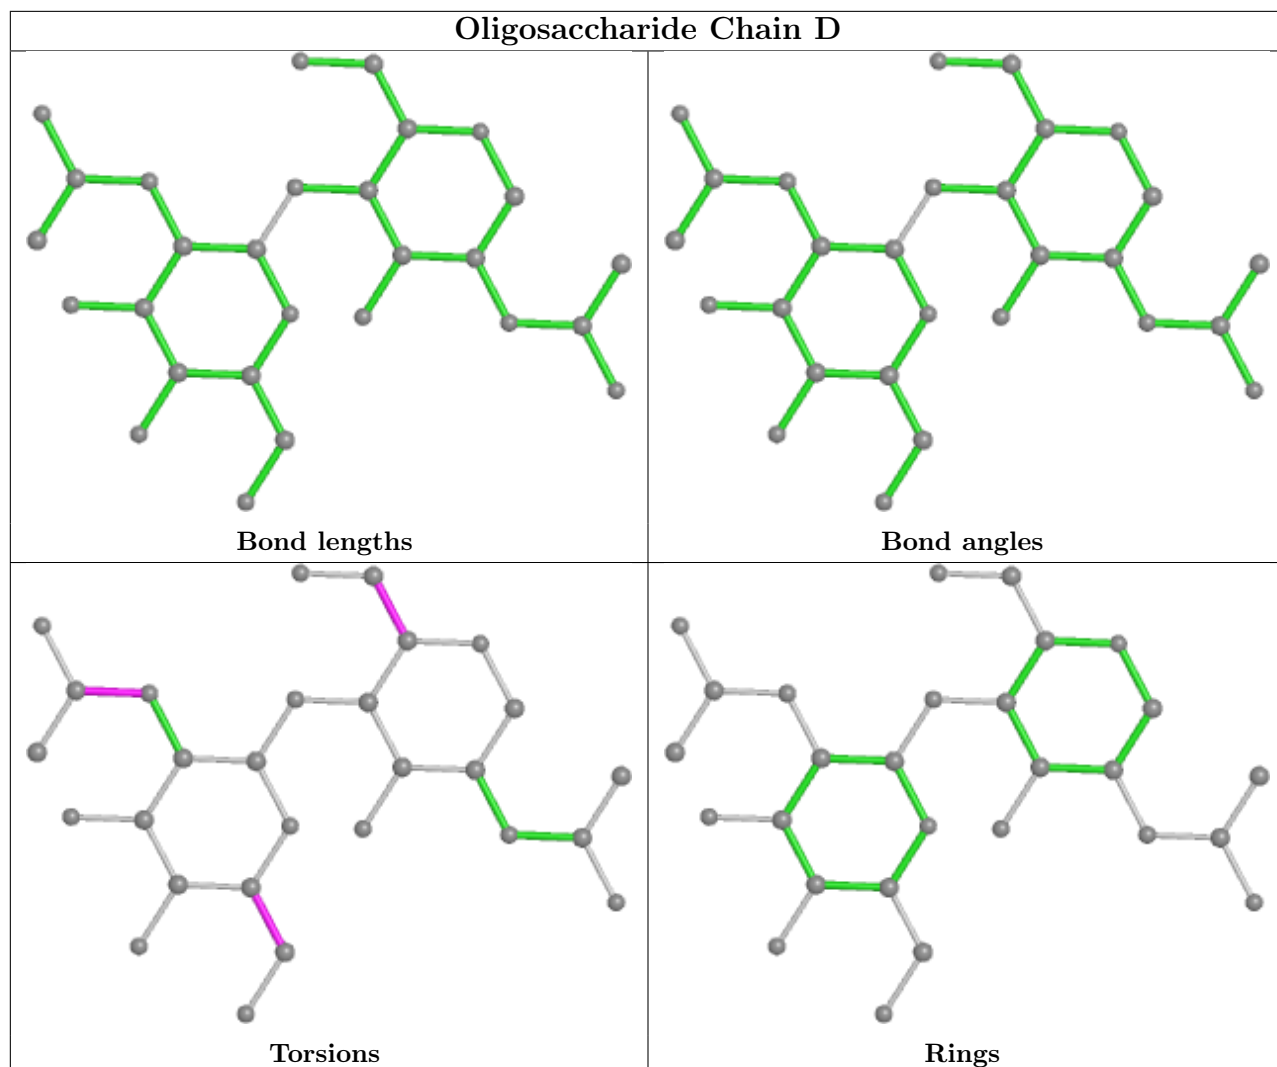 Oligosaccharide Chain D
Bond lengths
Bond angles
Torsions
Rings